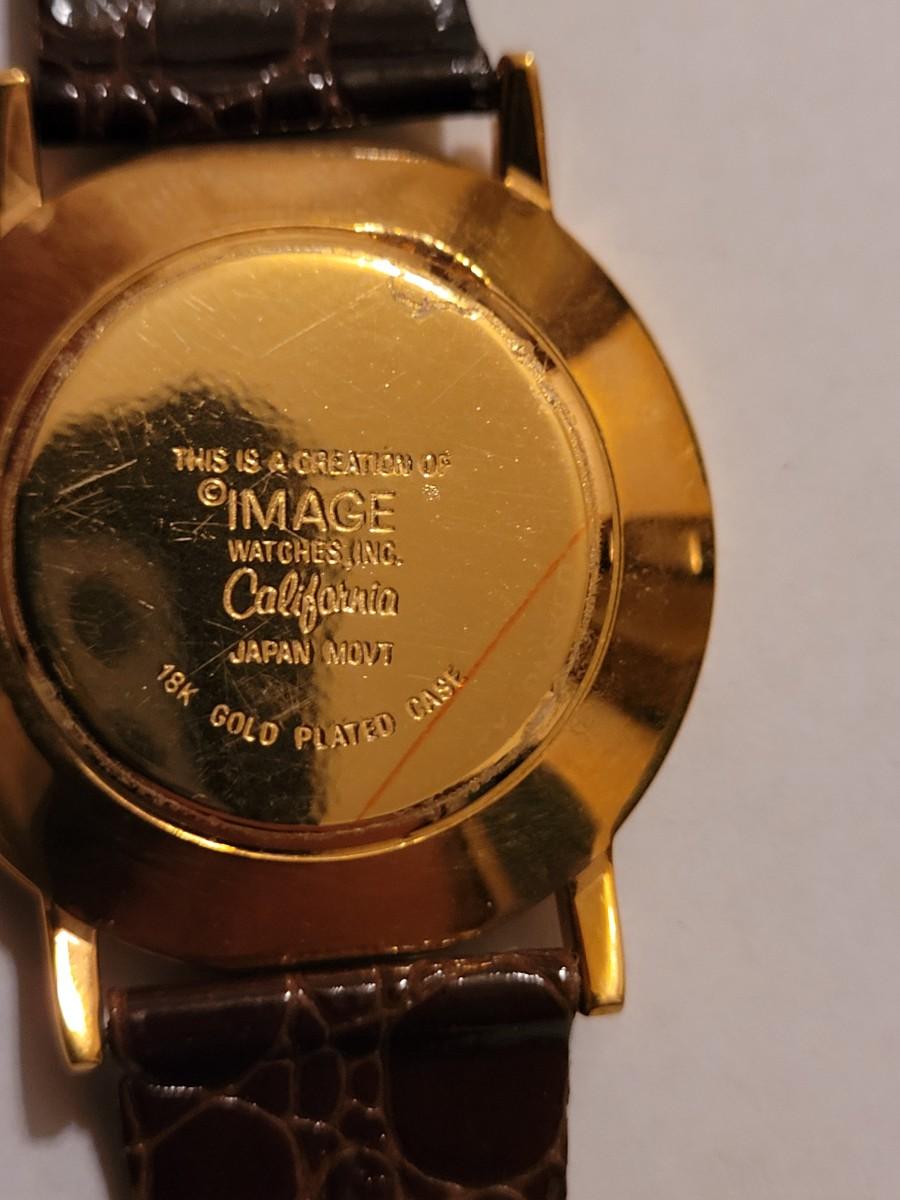 THIS IS A CREATION OF
©IMAGE®
WATCHES, INC.
California
JAPAN MOVT
18K GOLD PLATED CASE